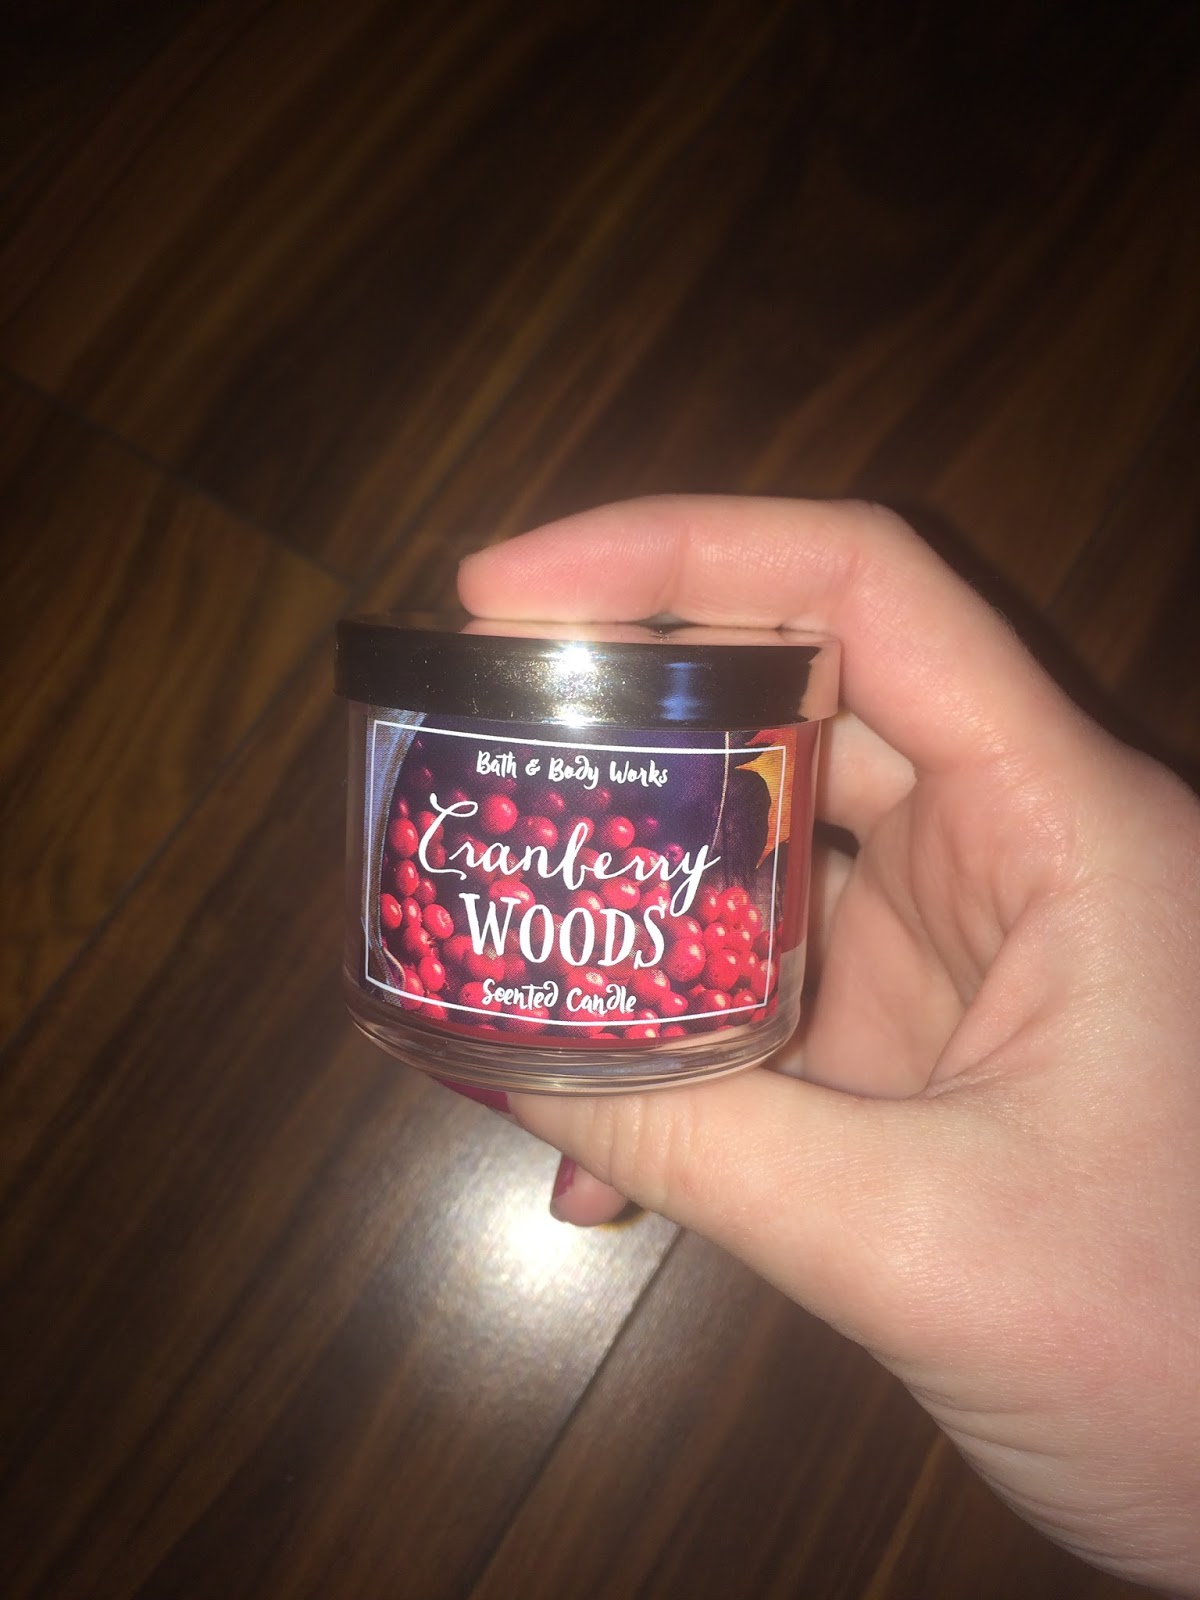 Bath & Body Works
Cranberry
WOODS
Scented Candle